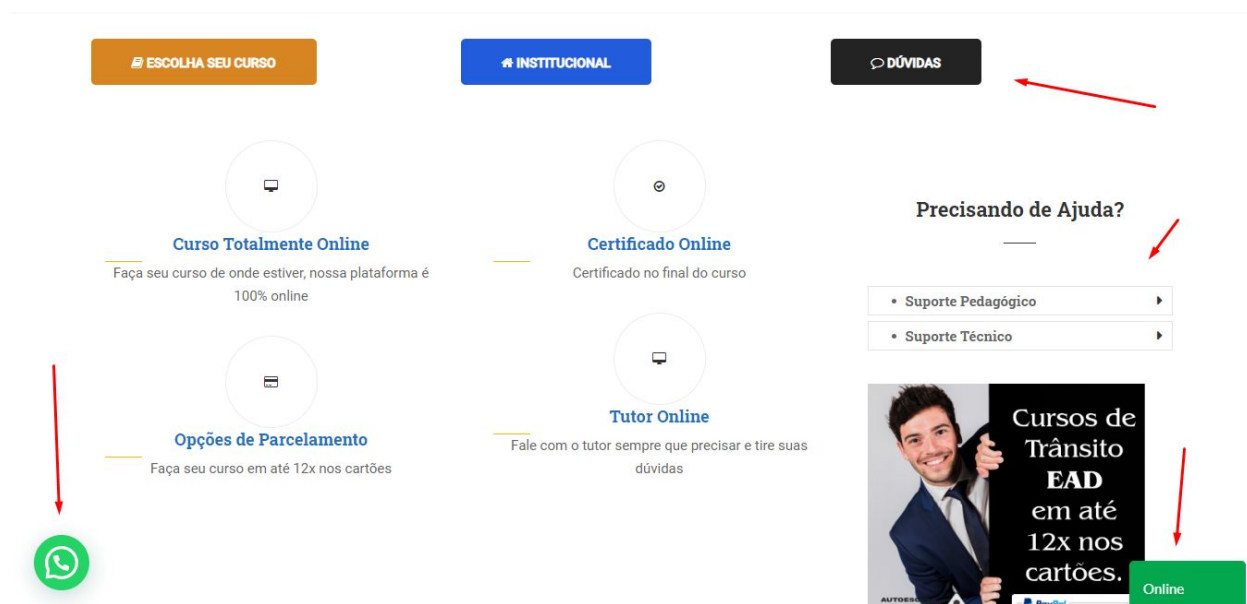 ESCOLHA SEU CURSO
INSTITUCIONAL
DÚVIDAS
Curso Totalmente Online
Faça seu curso de onde estiver, nossa plataforma é
100% online
Certificado Online
Certificado no final do curso
Opções de Parcelamento
Faça seu curso em até 12x nos cartões
Tutor Online
Fale com o tutor sempre que precisar e tire suas
dúvidas
Precisando de Ajuda?
• Suporte Pedagógico
• Suporte Técnico
Cursos de
Trânsito
EAD
em até
12x nos
cartões.
PayPal
Online